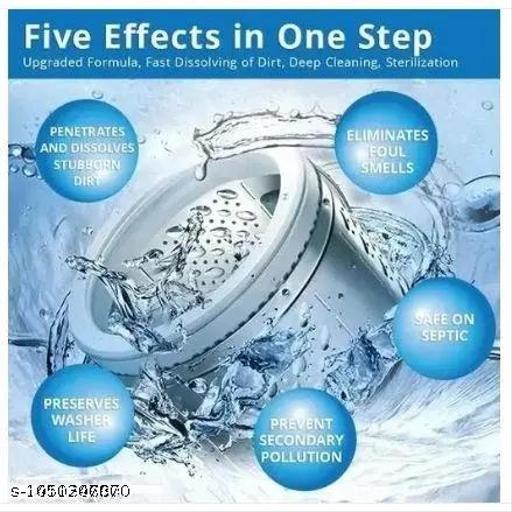 Five Effects in One Step
Upgraded Formula, Fast Dissolving of Dirt, Deep Cleaning, Sterilization
PENETRATES
AND DISSOLVES
STUBBORN
DIRT
ELIMINATES
FOUL
SMELLS
SAFE ON
SEPTIC
PRESERVES
WASHER
LIFE
PREVENT
SECONDARY
POLLUTION